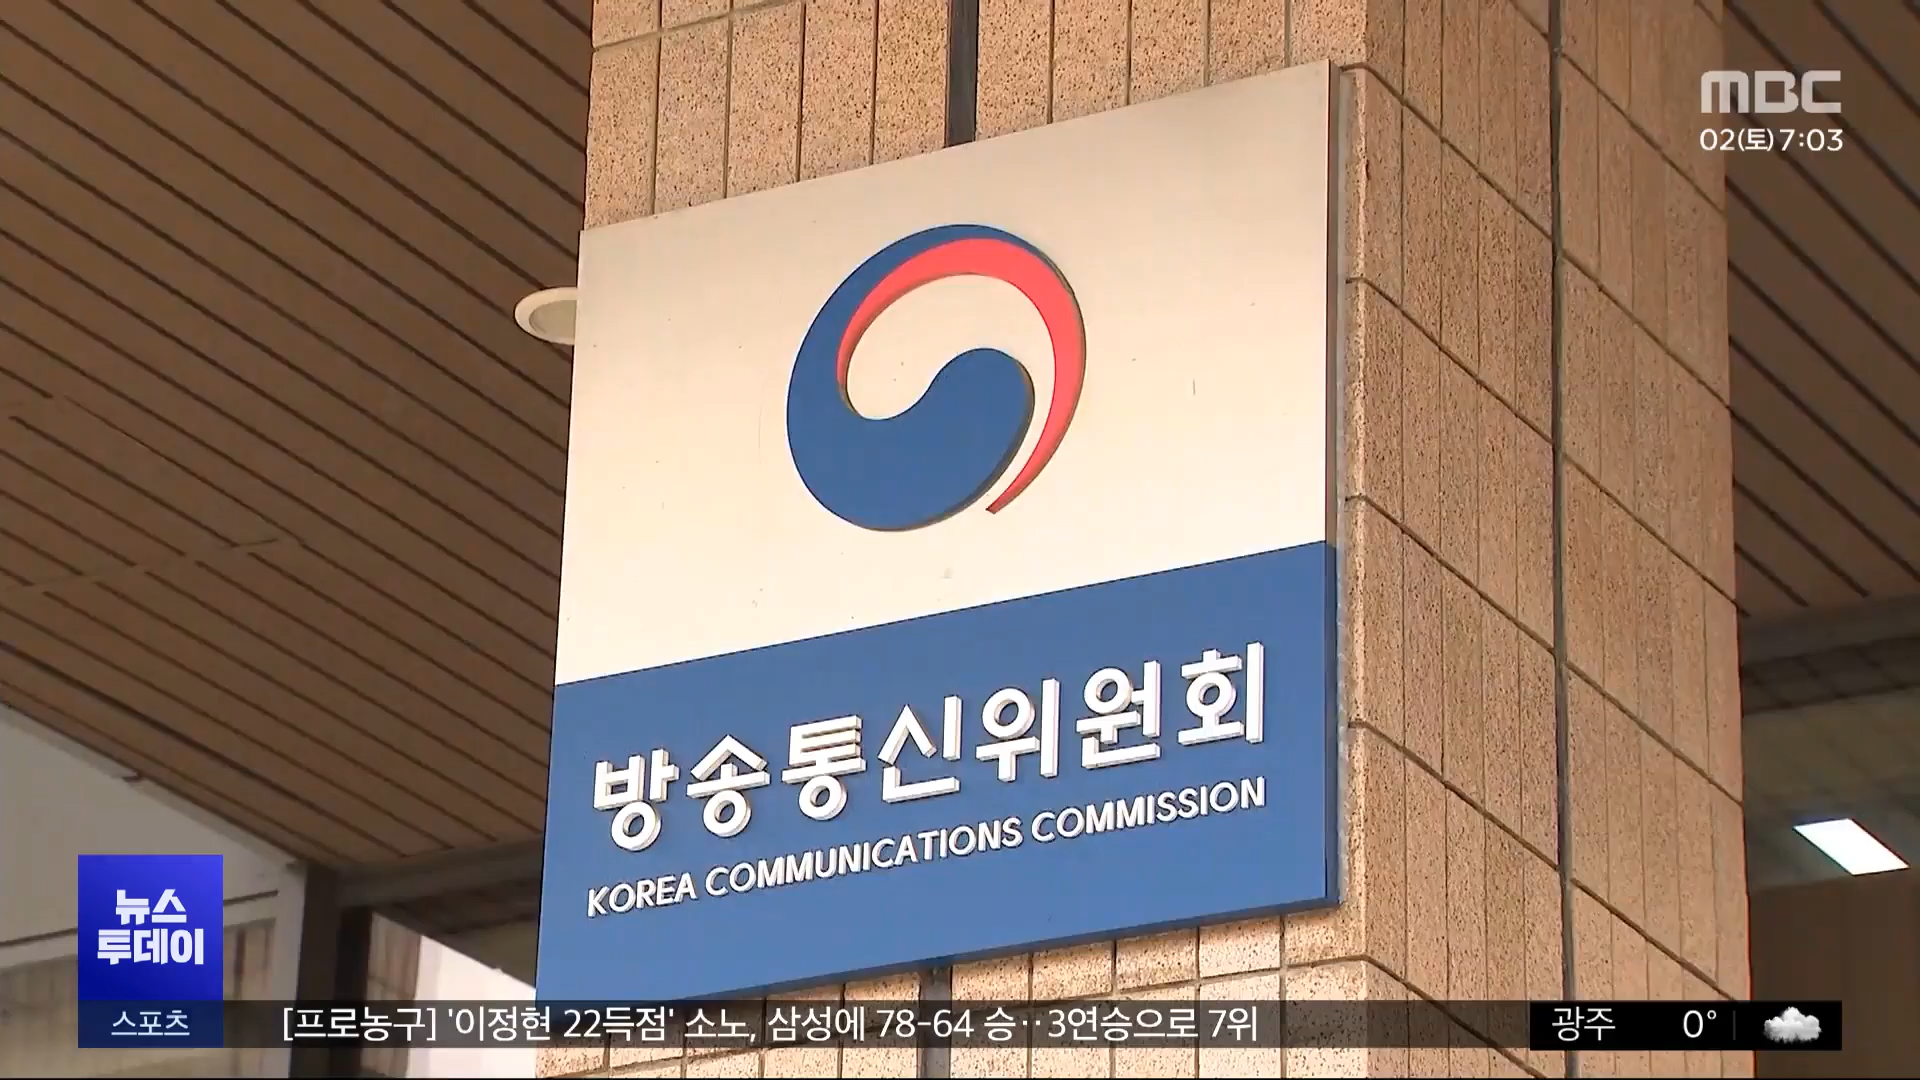 MBC
02(토) 7:03
방송통신위원회
KOREA COMMUNICATIONS COMMISSION
뉴스
투데이
스포츠
[프로농구] '이정현 22득점' 소노, 삼성에 78-64 승‥3연승으로 7위
광주 0°